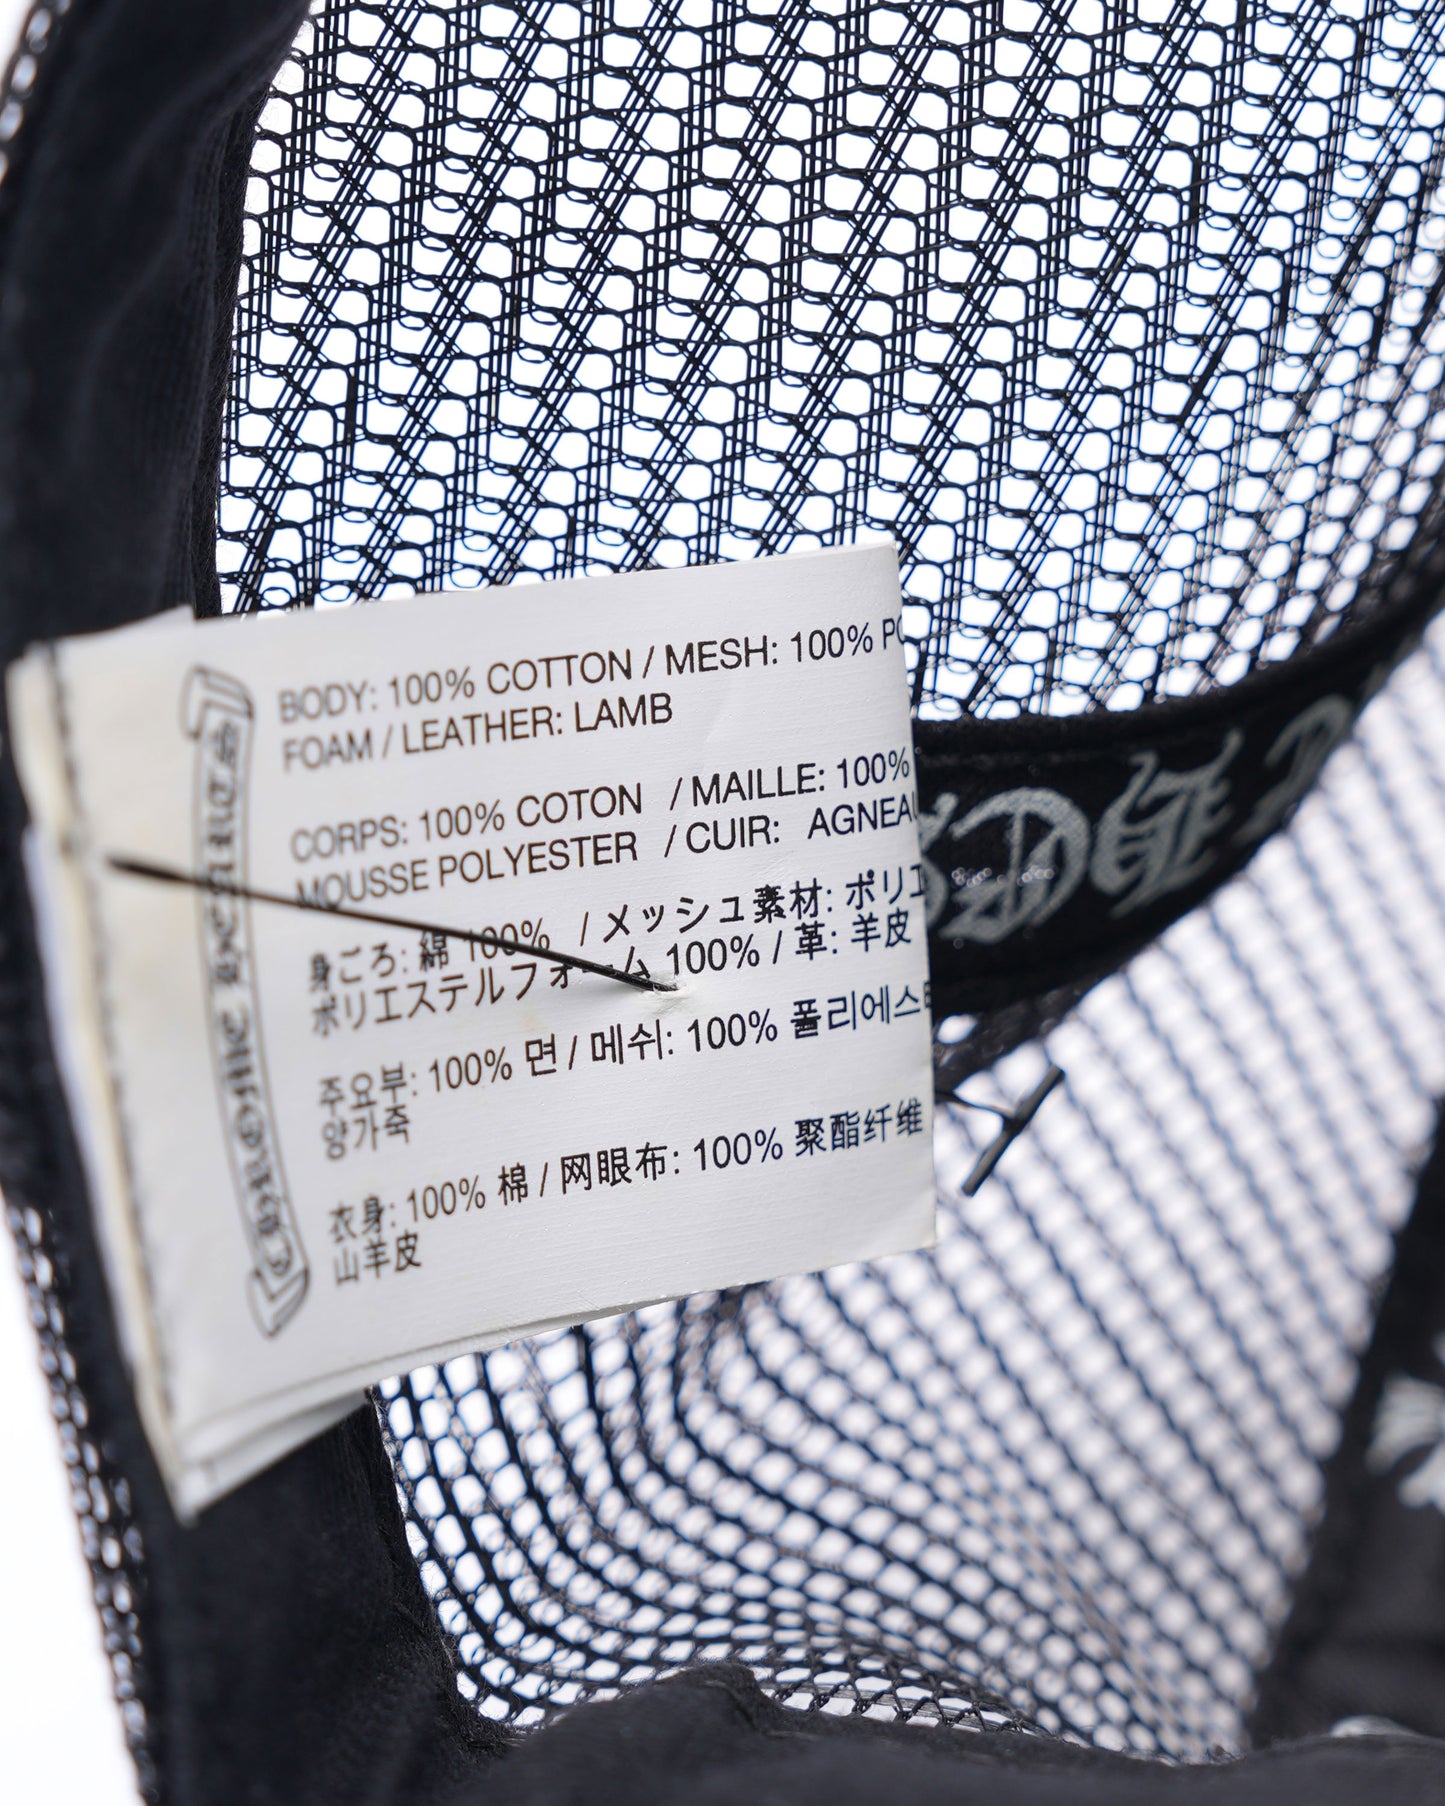 BODY: 100% COTTON / MESH: 100% PO
FOAM / LEATHER: LAMB
CORPS: 100% COTON / MAILLE: 100%
MOUSSE POLYESTER / CUIR: AGNEAU
身ごろ: 綿 100% / メッシュ素材: ポリエ
ポリエステルフォーム 100% / 革: 羊皮
주요부: 100% 면 / 메쉬: 100% 폴리에스
양가죽
衣身: 100% 棉 / 网眼布: 100% 聚酯纤维
山羊皮
Chrome Hearts